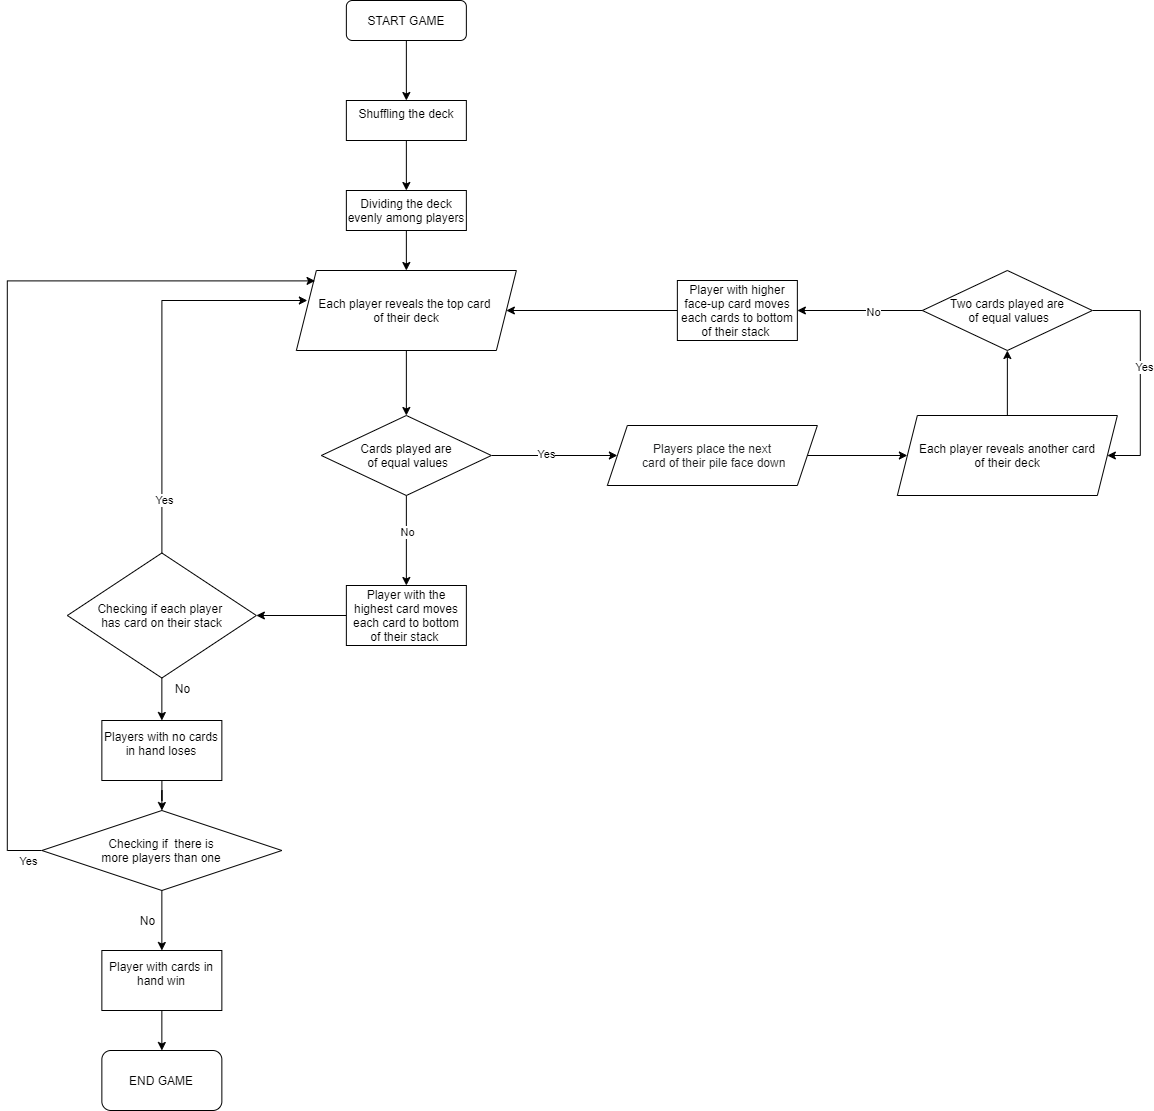 START GAME
Shuffling the deck
Dividing the deck
evenly among players
Each player reveals the top card
of their deck
Player with higher
face-up card moves
each cards to bottom
of their stack
No
Two cards played are
of equal values
Yes
Cards played are
of equal values
Yes
Players place the next
card of their pile face down
Each player reveals another card
of their deck
No
Yes
Player with the
highest card moves
each card to bottom
of their stack
Checking if each player
has card on their stack
No
Players with no cards
in hand loses
Checking if there is
more players than one
Yes
No
Player with cards in
hand win
END GAME